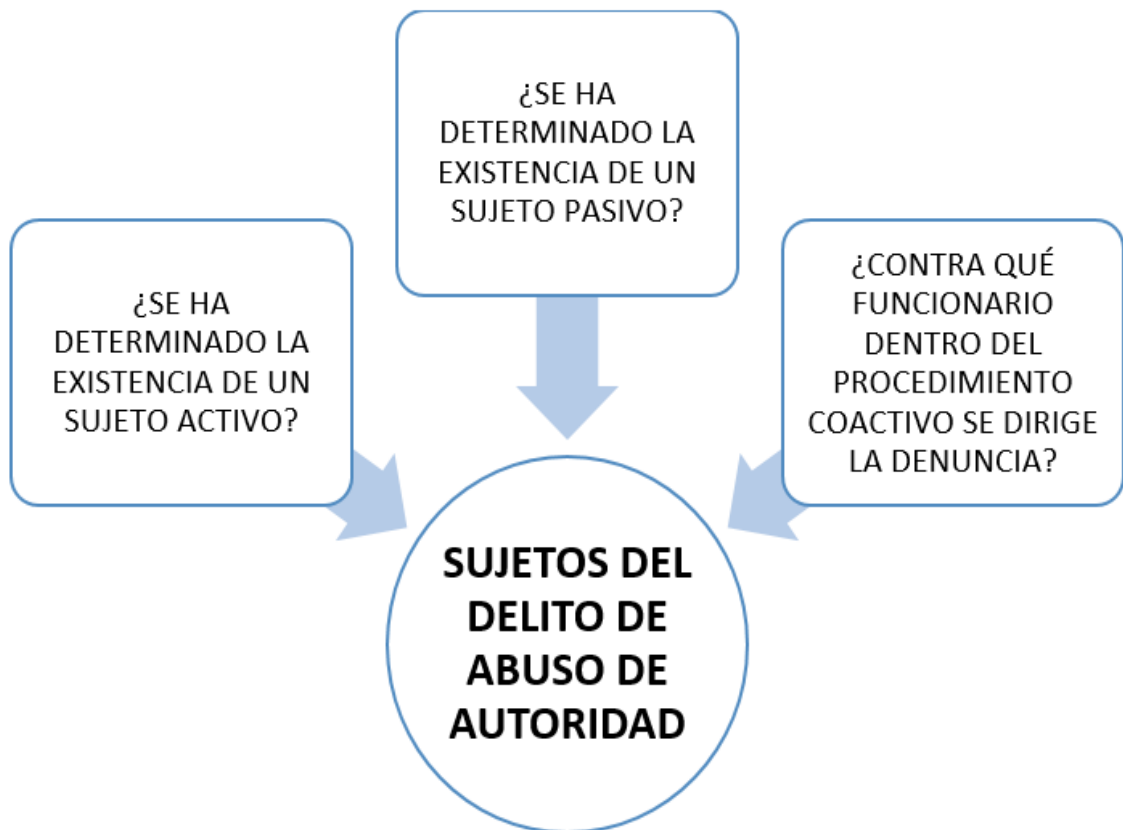 ¿SE HA
DETERMINADO LA
EXISTENCIA DE UN
SUJETO ACTIVO?
¿SE HA
DETERMINADO LA
EXISTENCIA DE UN
SUJETO PASIVO?
¿CONTRA QUÉ
FUNCIONARIO
DENTRO DEL
PROCEDIMIENTO
COACTIVO SE DIRIGE
LA DENUNCIA?
SUJETOS DEL
DELITO DE
ABUSO DE
AUTORIDAD